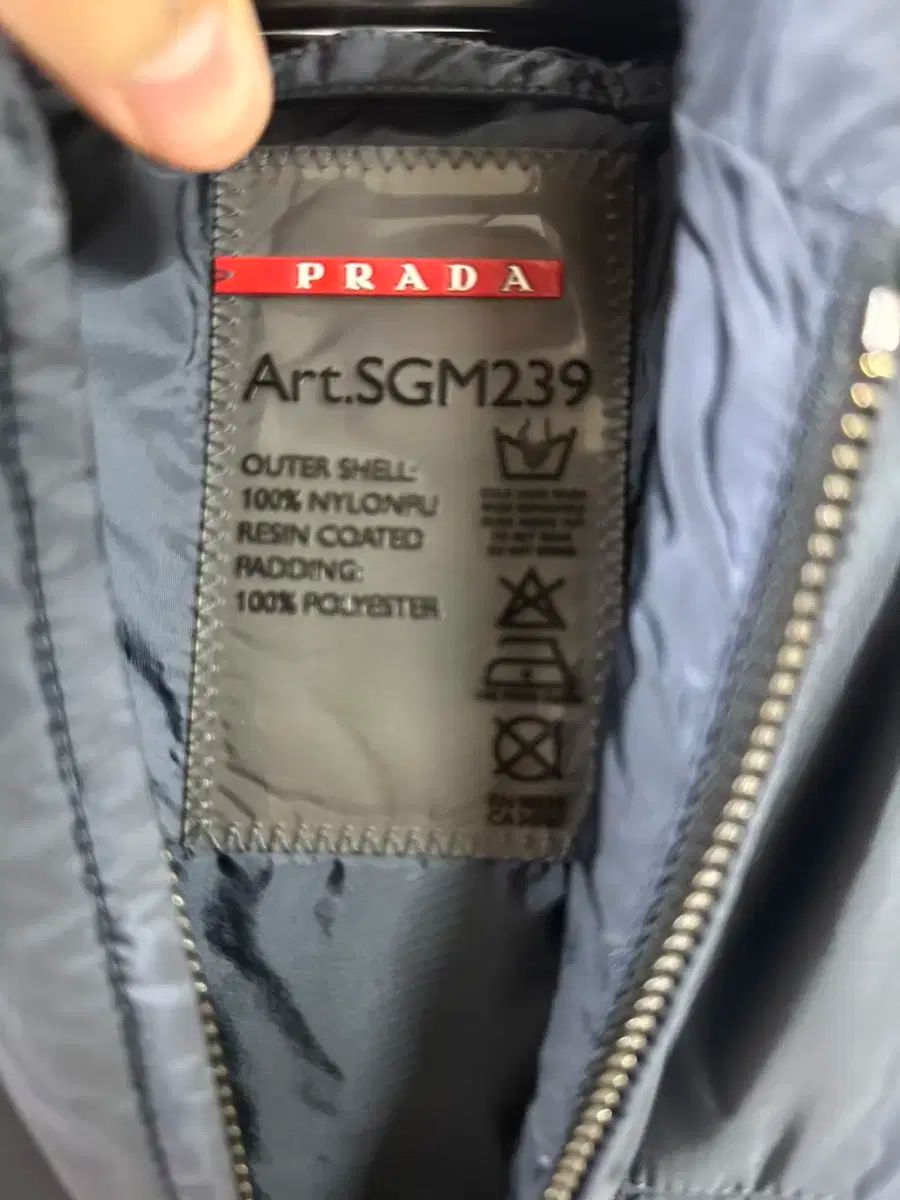 PRADA
Art.SGM239
OUTER SHELL:
100% NYLONPU
RESIN COATED
PADDING:
100% POLYESTER